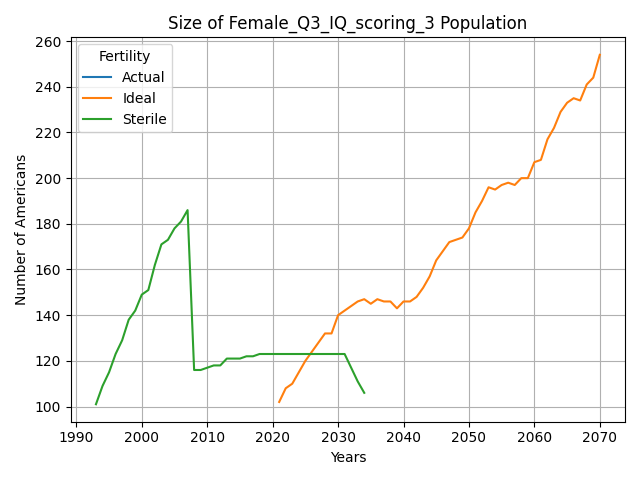 Size of Female_Q3_IQ_scoring_3 Population
Number of Americans
260
240
220
200
180
160
140
120
100
Fertility
Actual
Ideal
Sterile
1990 2000 2010 2020 2030 2040 2050 2060 2070
Years